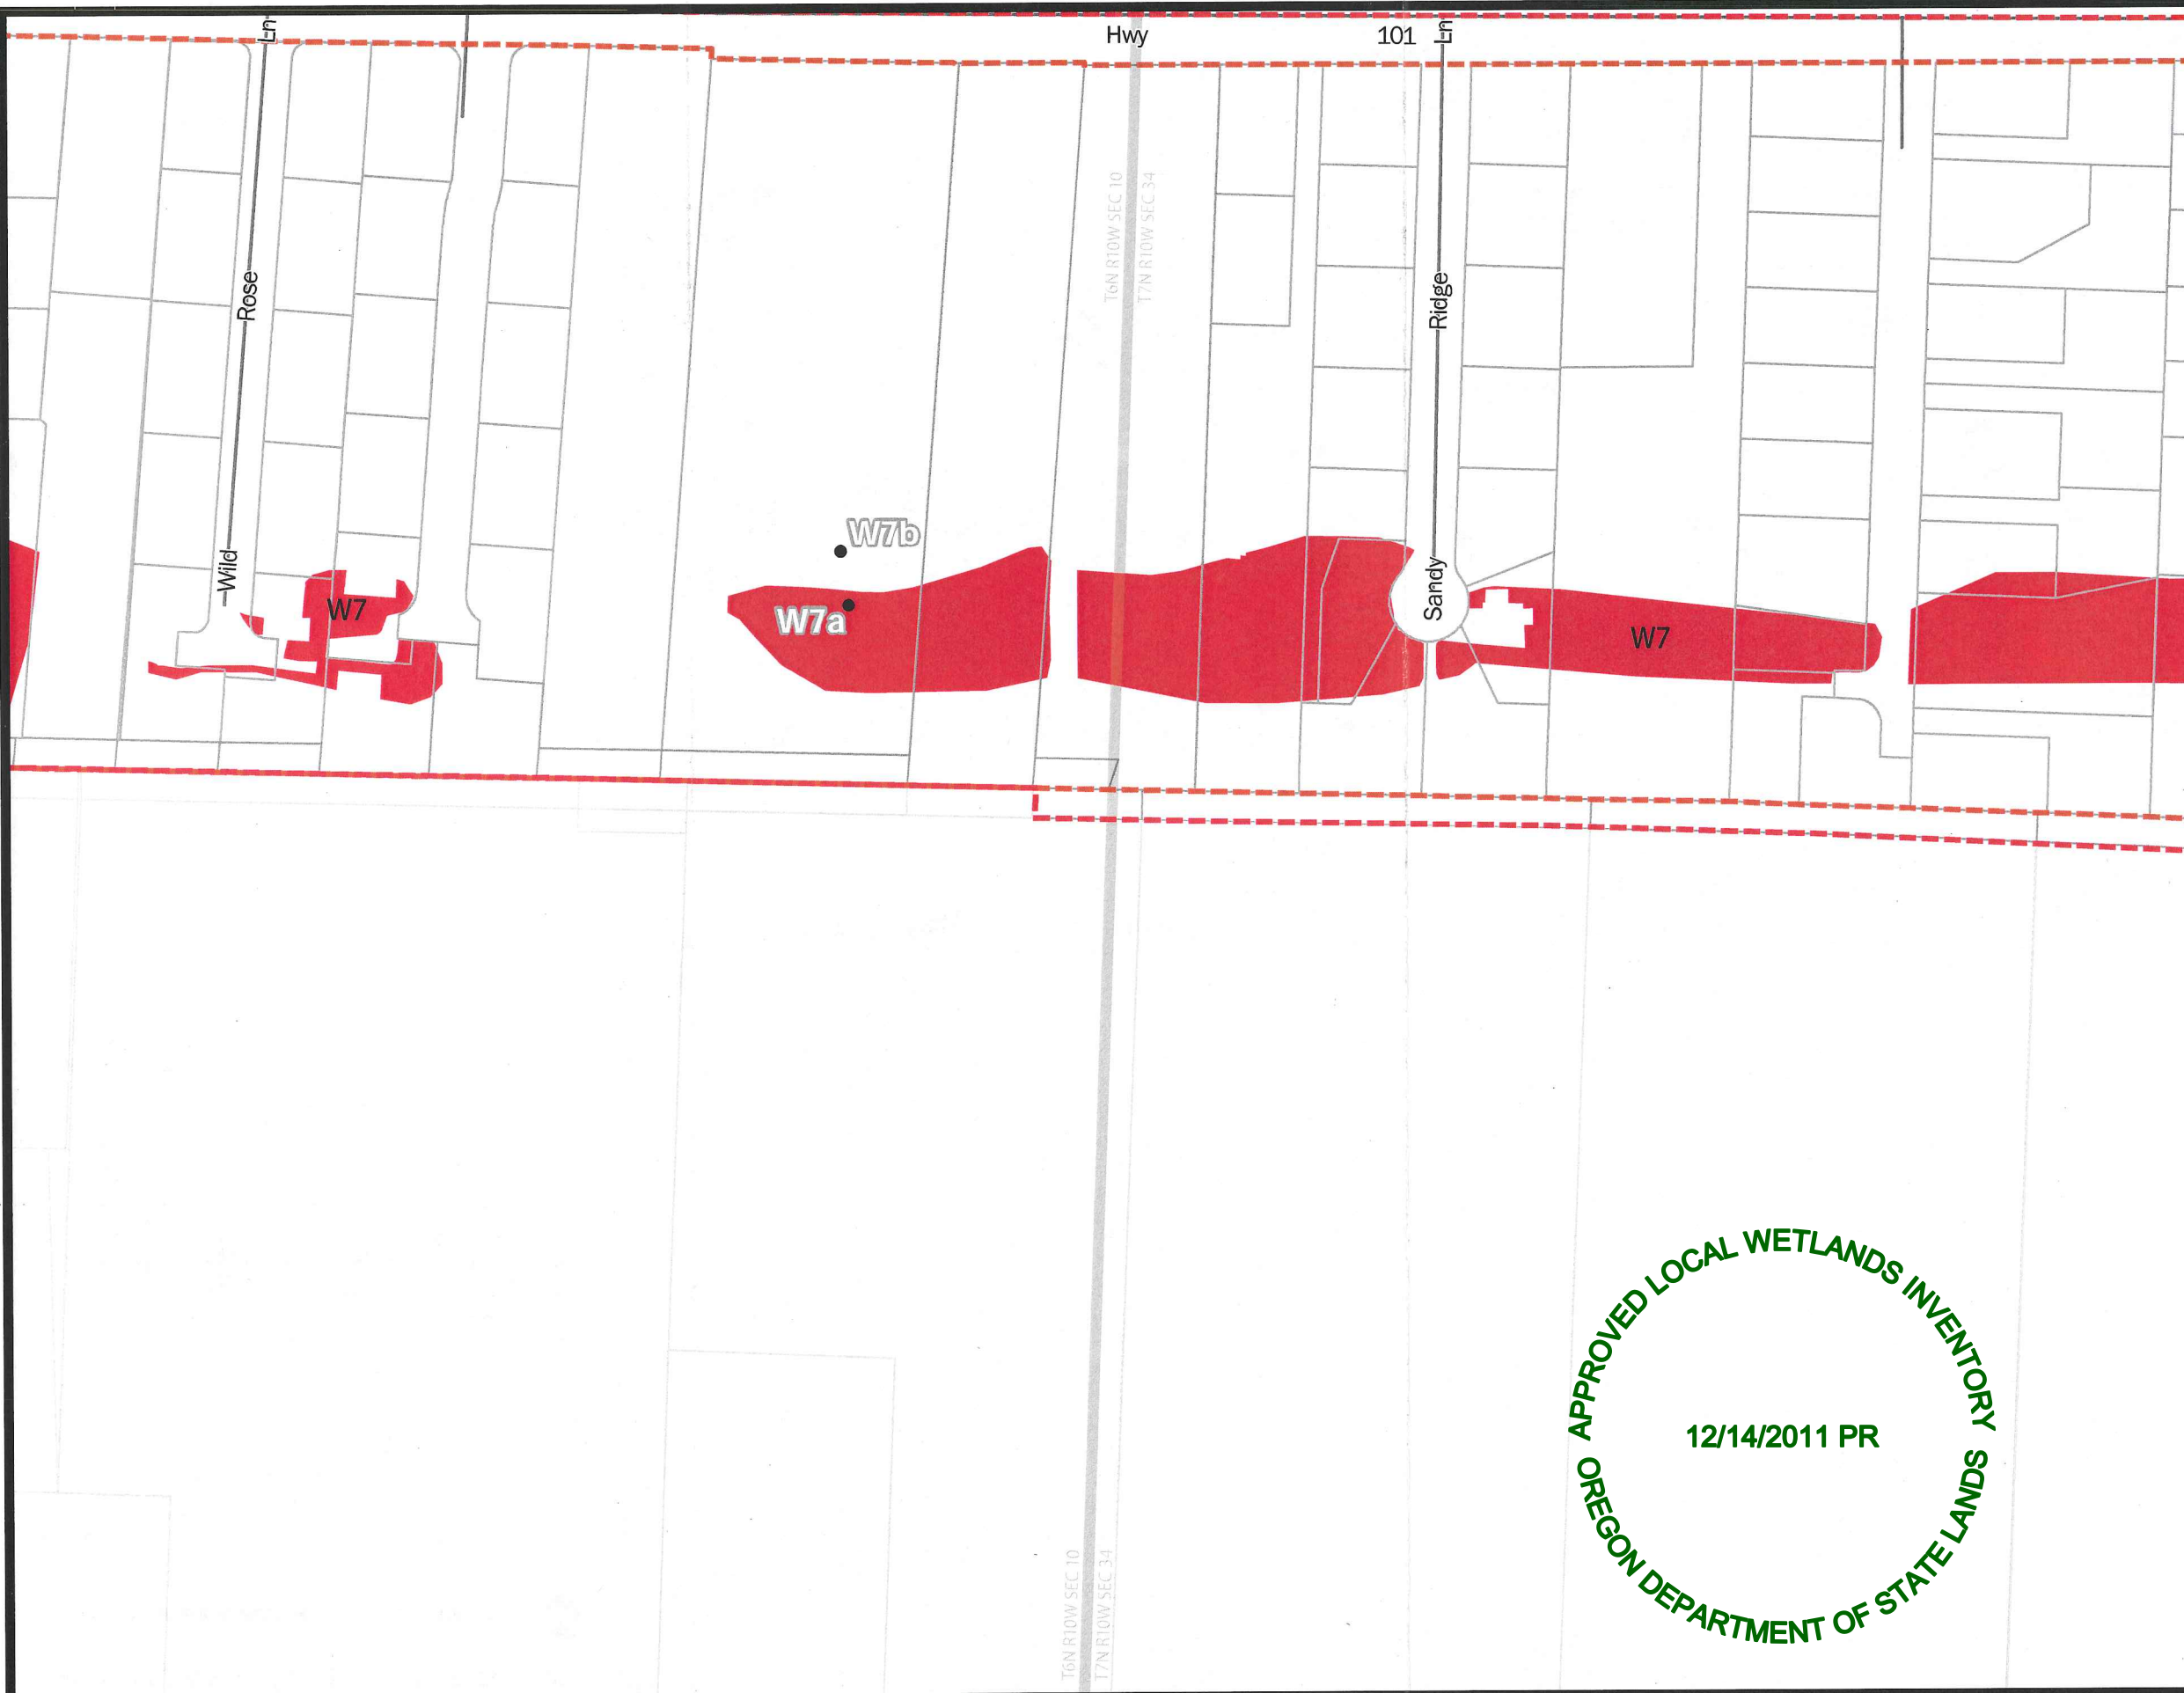 Hwy 101
Wild Rose Ln
Sandy Ridge Ln
T6N R10W SEC 10
T7N R10W SEC 34
W7b
W7a
W7
W7
APPROVED LOCAL WETLANDS INVENTORY
12/14/2011 PR
OREGON DEPARTMENT OF STATE LANDS
T6N R10W SEC 10
T7N R10W SEC 34